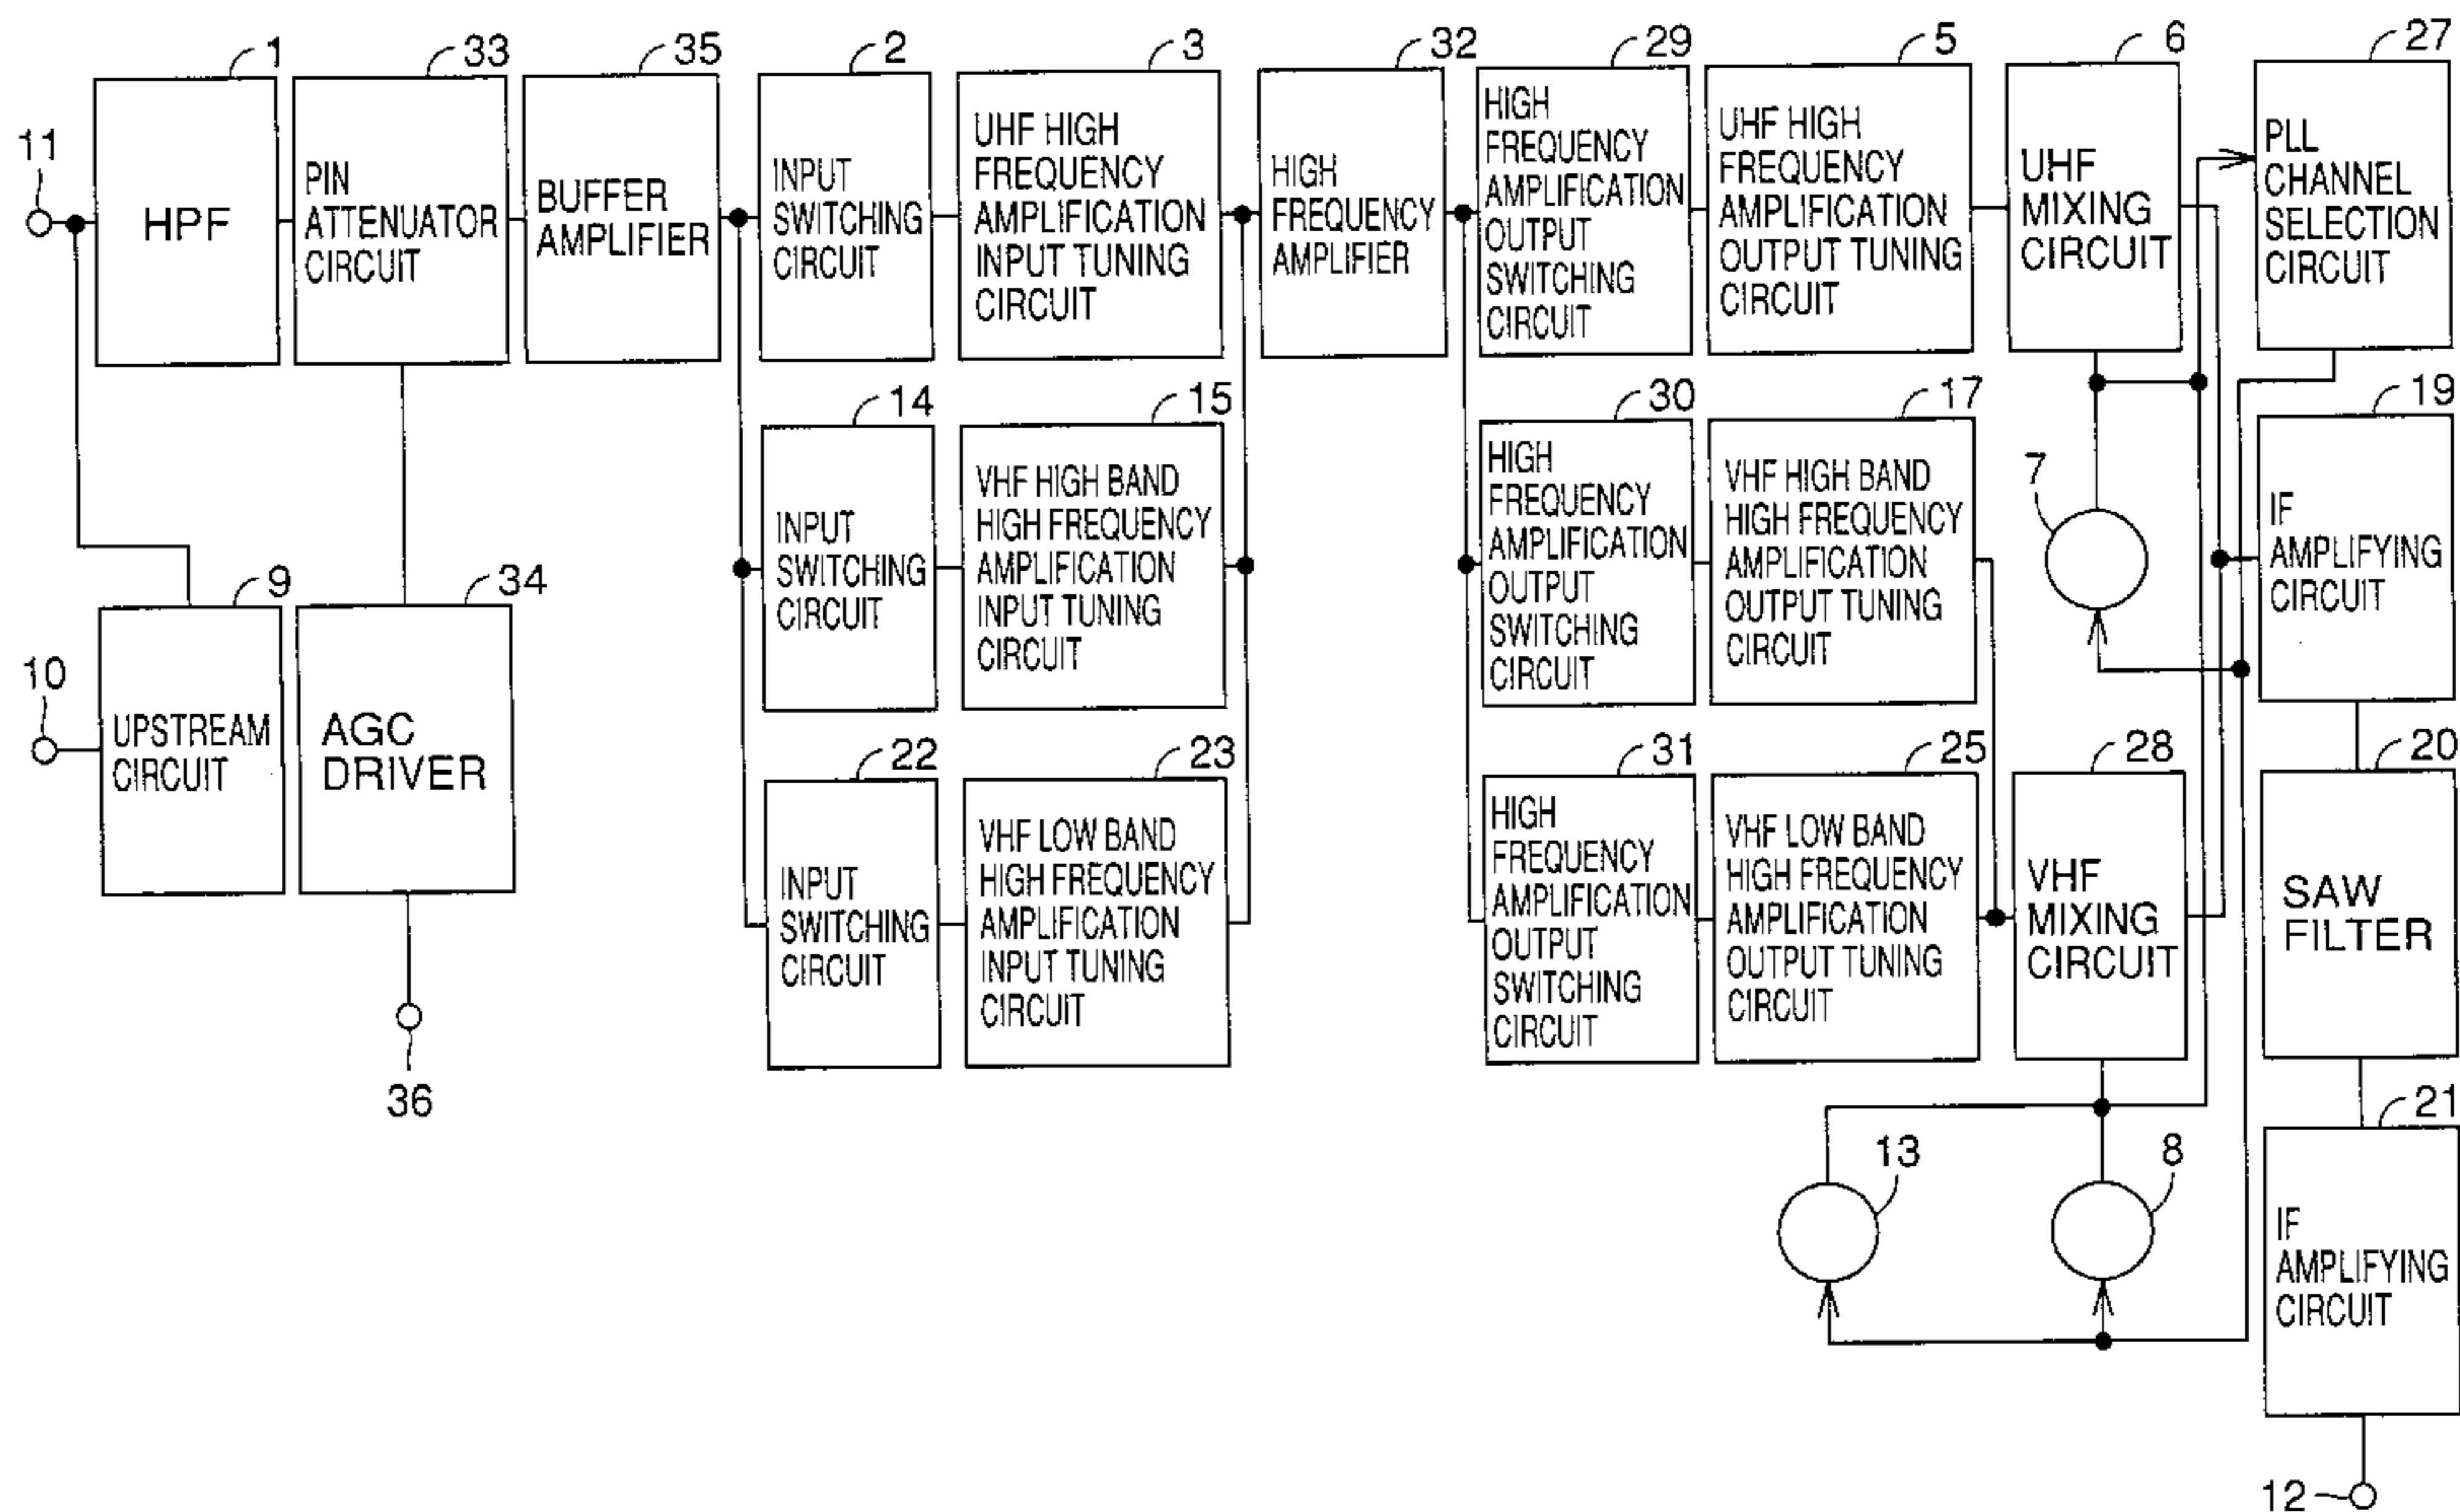 1
33
35
2
3
32
29
5
6
27
11
HPF
PIN
ATTENUATOR
CIRCUIT
BUFFER
AMPLIFIER
INPUT
SWITCHING
CIRCUIT
UHF HIGH
FREQUENCY
AMPLIFICATION
INPUT TUNING
CIRCUIT
HIGH
FREQUENCY
AMPLIFIER
HIGH
FREQUENCY
AMPLIFICATION
OUTPUT
SWITCHING
CIRCUIT
UHF HIGH
FREQUENCY
AMPLIFICATION
OUTPUT TUNING
CIRCUIT
UHF
MIXING
CIRCUIT
PLL
CHANNEL
SELECTION
CIRCUIT
14
15
30
17
7
19
INPUT
SWITCHING
CIRCUIT
VHF HIGH BAND
HIGH FREQUENCY
AMPLIFICATION
INPUT TUNING
CIRCUIT
HIGH
FREQUENCY
AMPLIFICATION
OUTPUT
SWITCHING
CIRCUIT
VHF HIGH BAND
HIGH FREQUENCY
AMPLIFICATION
OUTPUT TUNING
CIRCUIT
IF
AMPLIFYING
CIRCUIT
9
34
10
UPSTREAM
CIRCUIT
AGC
DRIVER
36
22
23
31
25
28
20
INPUT
SWITCHING
CIRCUIT
VHF LOW BAND
HIGH FREQUENCY
AMPLIFICATION
INPUT TUNING
CIRCUIT
HIGH
FREQUENCY
AMPLIFICATION
OUTPUT
SWITCHING
CIRCUIT
VHF LOW BAND
HIGH FREQUENCY
AMPLIFICATION
OUTPUT TUNING
CIRCUIT
VHF
MIXING
CIRCUIT
SAW
FILTER
13
8
21
IF
AMPLIFYING
CIRCUIT
12